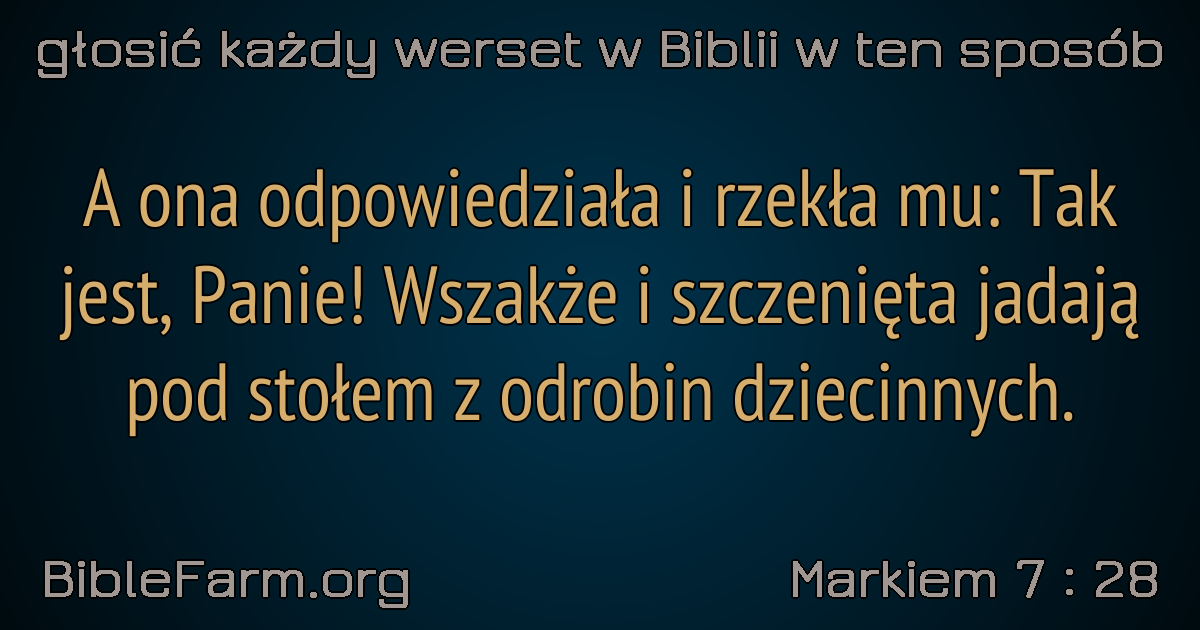 głosić każdy werset w Biblii w ten sposób
A ona odpowiedziała i rzekła mu: Tak
jest, Panie! Wszakże i szczenięta jadają
pod stołem z odrobin dziecinnych.
BibleFarm.org
Markiem 7 : 28